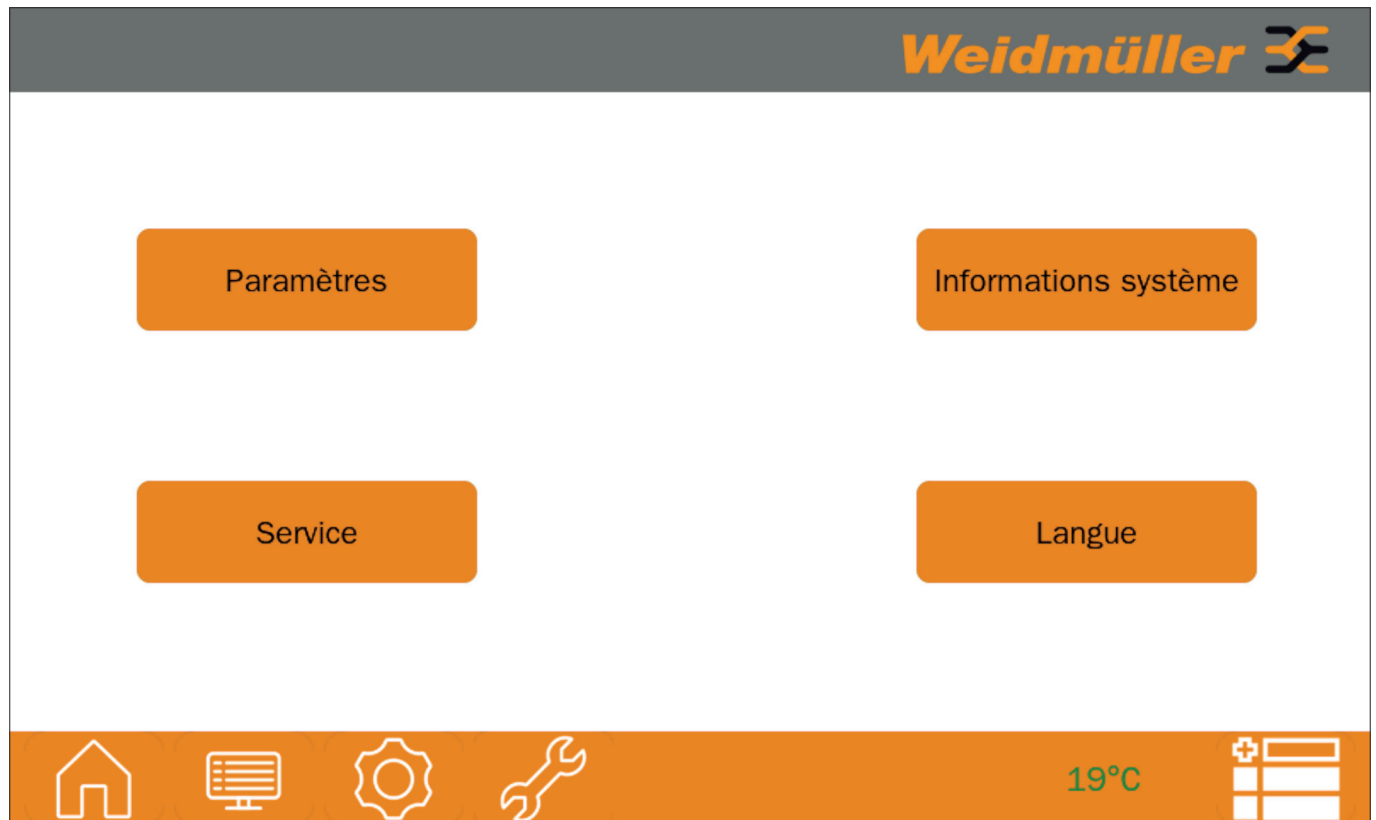 Weidmüller
Paramètres
Informations système
Service
Langue
19°C